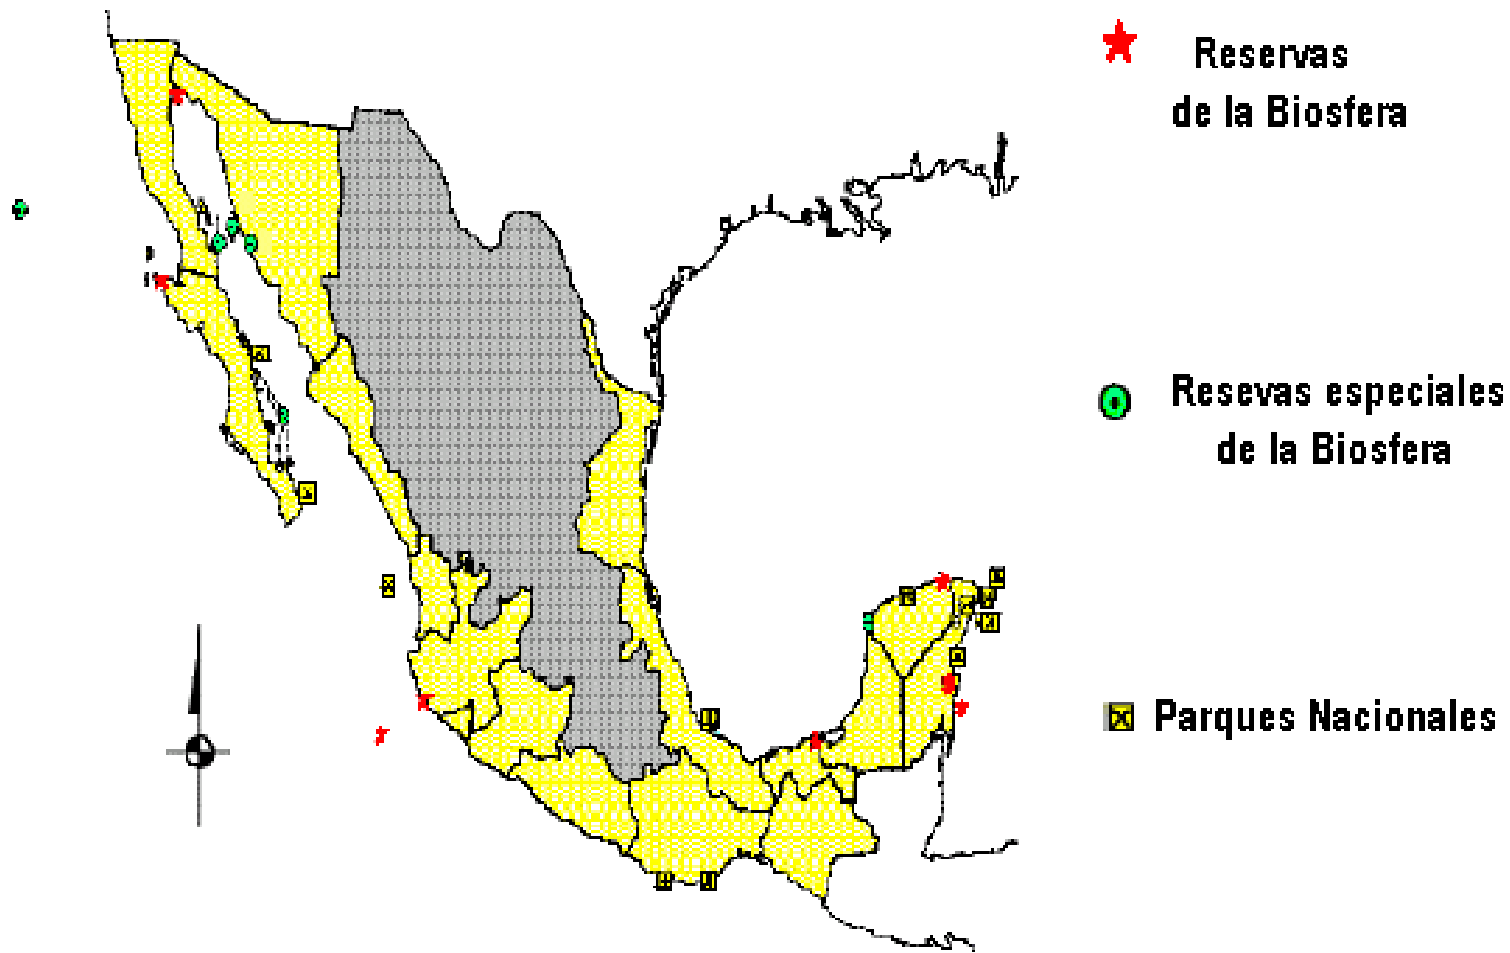 Reservas
de la Biosfera
Resevas especiales
de la Biosfera
Parques Nacionales